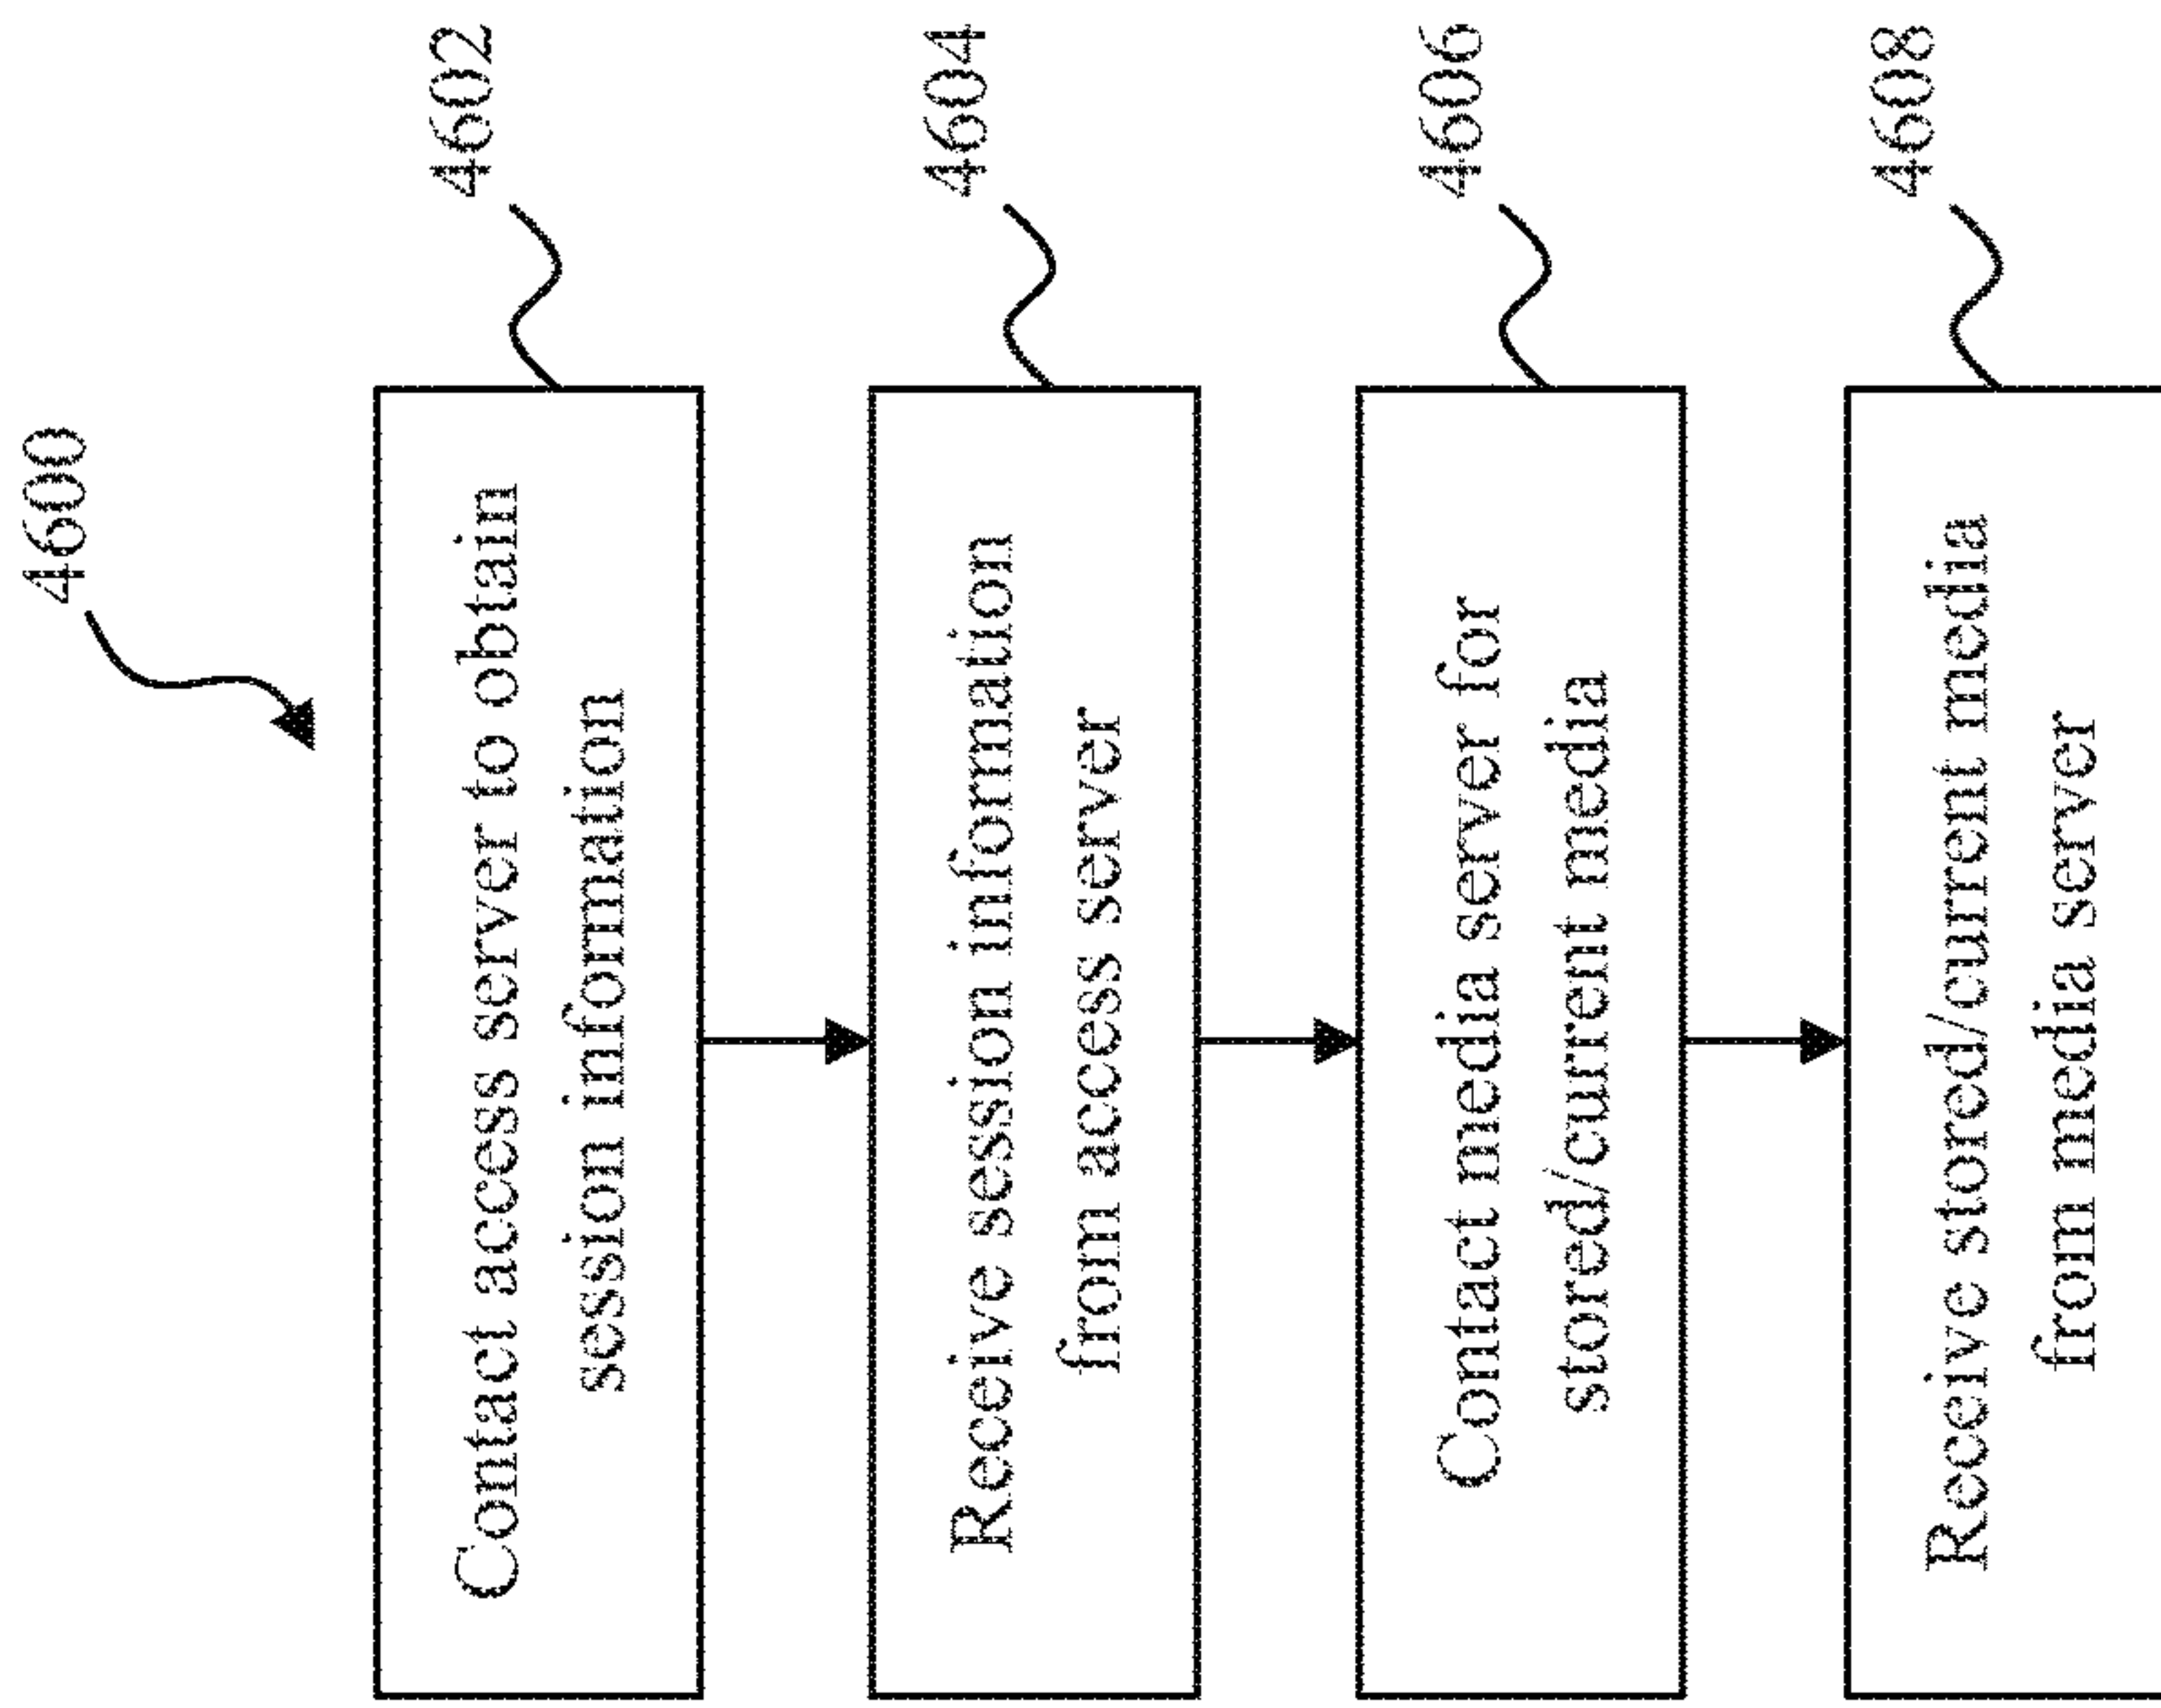 4600
Contact access server to obtain
session information
4602
Receive session information
from access server
4604
Contact media server for
stored/current media
4606
Receive stored/current media
from media server
4608